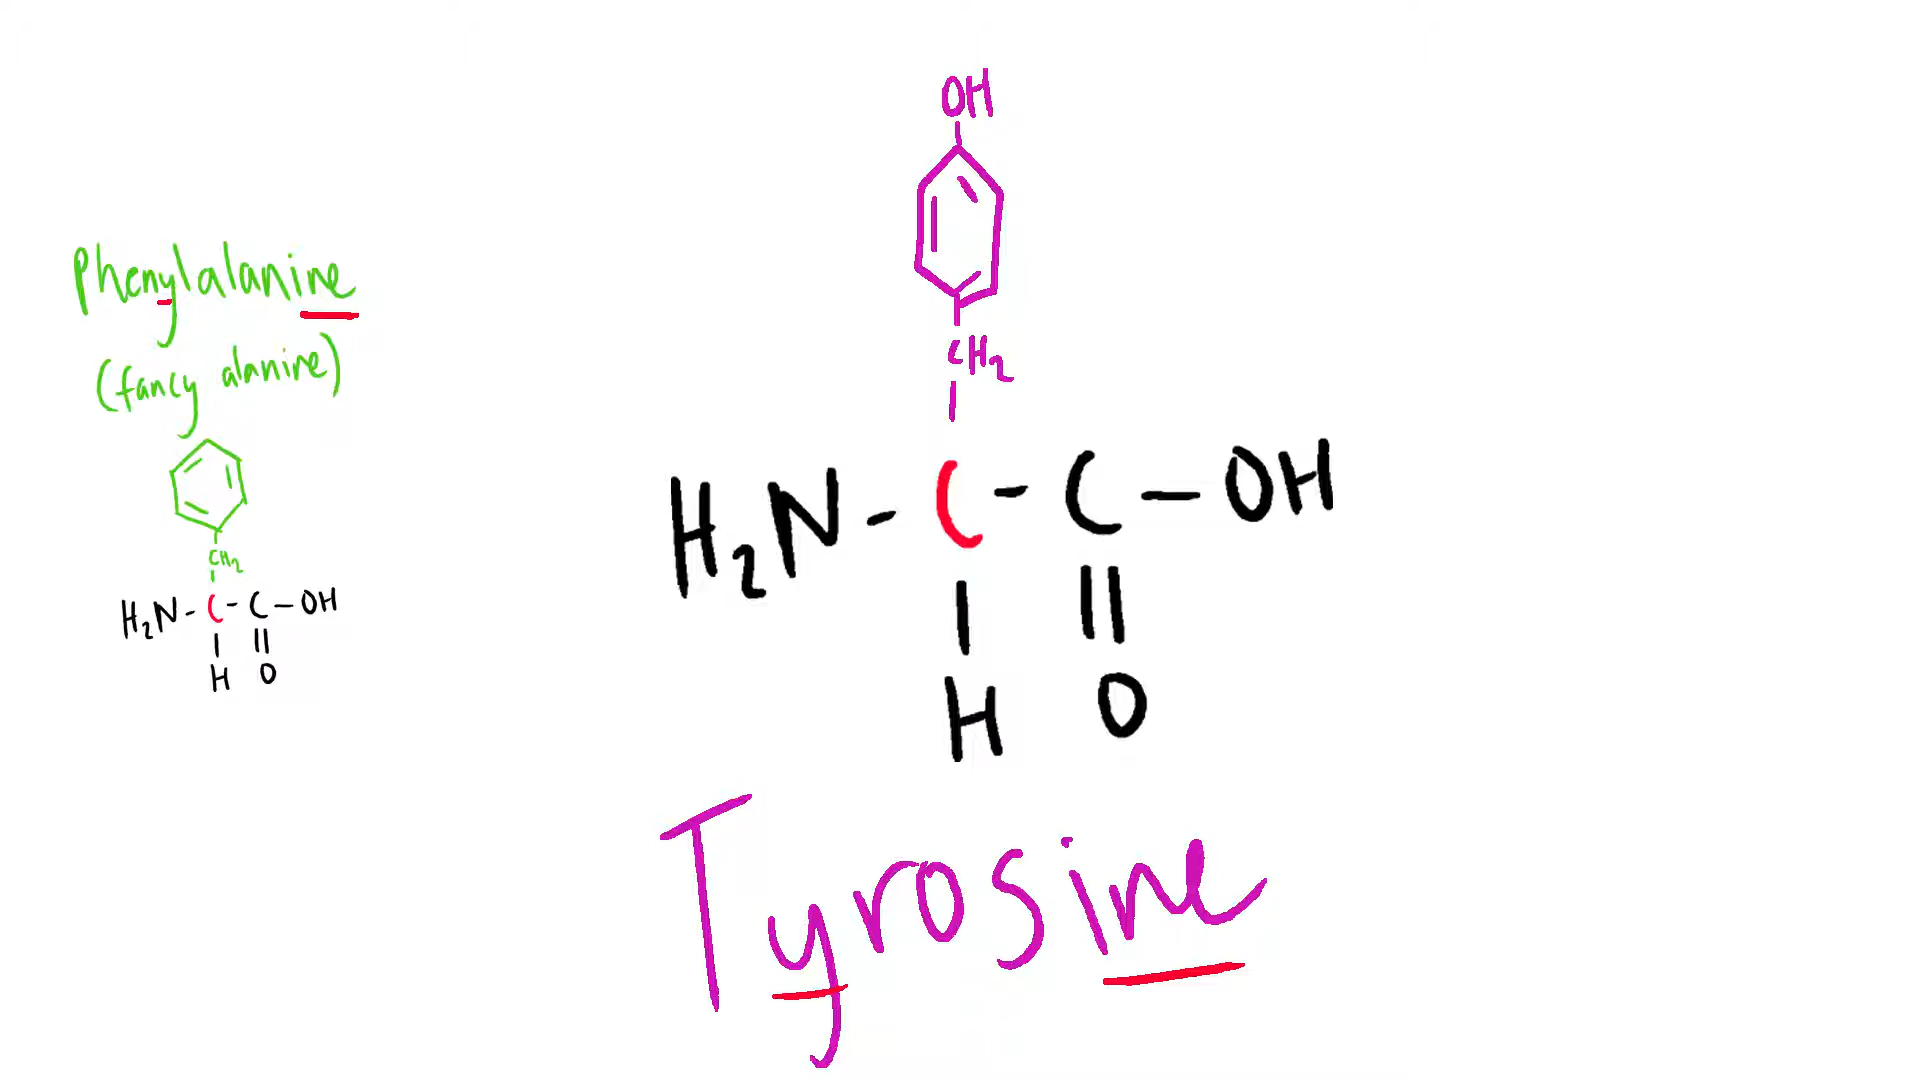 Phenylalanine
(fancy alanine)
CH2
H2N - C - C - OH
H O
OH
CH2
H2N - C - C - OH
H O
Tyrosine